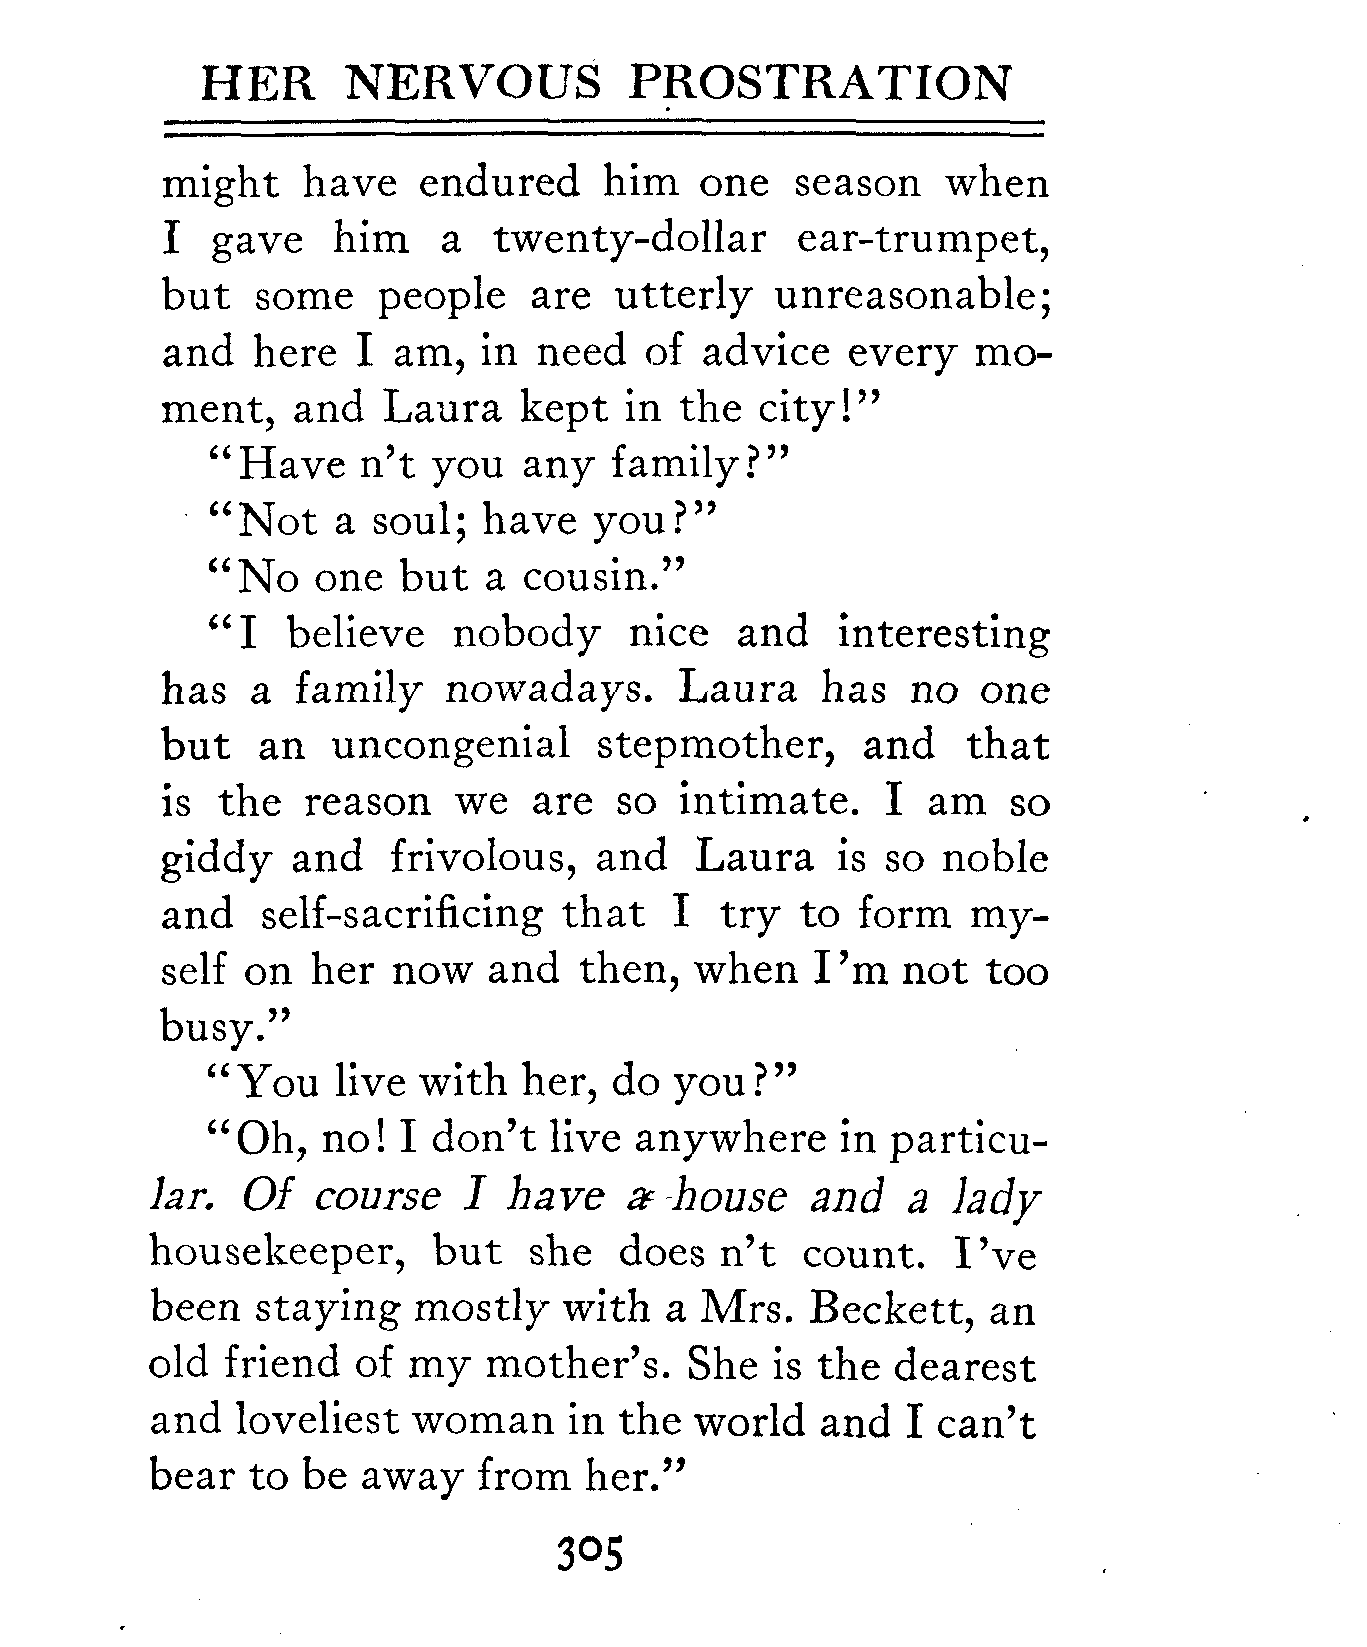 HER NERVOUS PROSTRATION
might have endured him one season when
I gave him a twenty-dollar ear-trumpet,
but some people are utterly unreasonable;
and here I am, in need of advice every mo-
ment, and Laura kept in the city!”
“Have n’t you any family?”
“Not a soul; have you?”
“No one but a cousin.”
“I believe nobody nice and interesting
has a family nowadays. Laura has no one
but an uncongenial stepmother, and that
is the reason we are so intimate. I am so
giddy and frivolous, and Laura is so noble
and self-sacrificing that I try to form my-
self on her now and then, when I’m not too
busy.”
“You live with her, do you?”
“Oh, no! I don’t live anywhere in particu-
lar. Of course I have a house and a lady
housekeeper, but she does n’t count. I’ve
been staying mostly with a Mrs. Beckett, an
old friend of my mother’s. She is the dearest
and loveliest woman in the world and I can’t
bear to be away from her.”
305